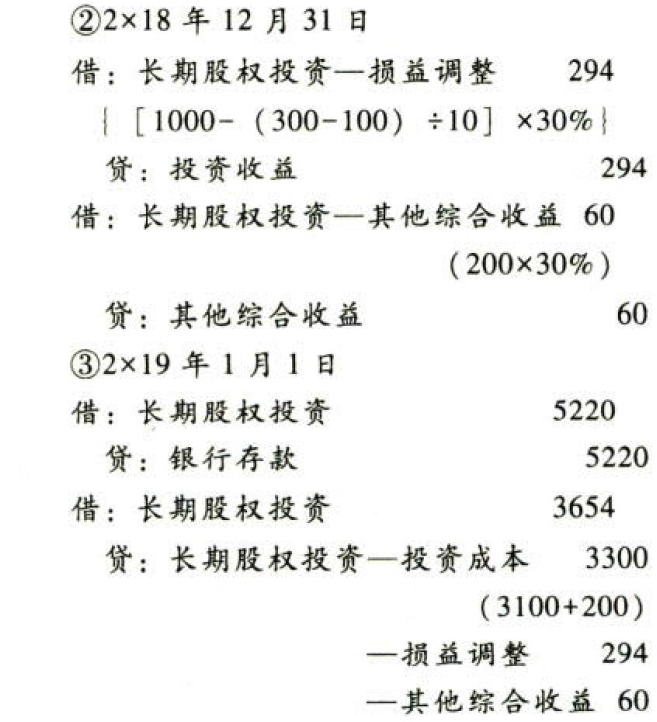 ②2×18 年 12 月 31 日
借：长期股权投资—损益调整 294
｛［1000-（300-100）÷10］×30%｝
贷：投资收益 294
借：长期股权投资—其他综合收益 60
（200×30%）
贷：其他综合收益 60
③2×19 年 1 月 1 日
借：长期股权投资 5220
贷：银行存款 5220
借：长期股权投资 3654
贷：长期股权投资—投资成本 3300
（3100+200）
—损益调整 294
—其他综合收益 60